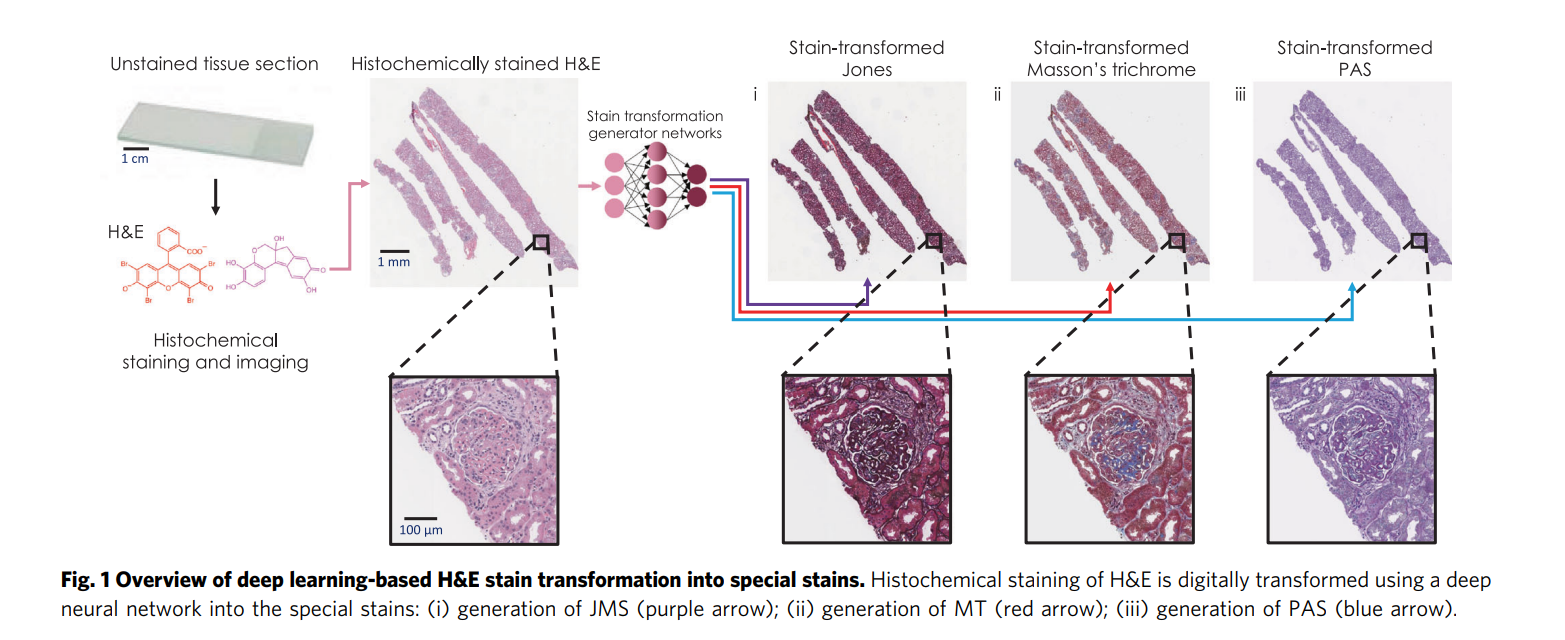 Unstained tissue section
1 cm
H&E
COO⁻
Br
Br
O⁻
O
O
Br
Br
OH
O
HO
HO
O
OH
Histochemical
staining and imaging
Histochemically stained H&E
1 mm
100 µm
Stain transformation
generator networks
i
Stain-transformed
Jones
ii
Stain-transformed
Masson’s trichrome
iii
Stain-transformed
PAS
Fig. 1 Overview of deep learning-based H&E stain transformation into special stains. Histochemical staining of H&E is digitally transformed using a deep
neural network into the special stains: (i) generation of JMS (purple arrow); (ii) generation of MT (red arrow); (iii) generation of PAS (blue arrow).